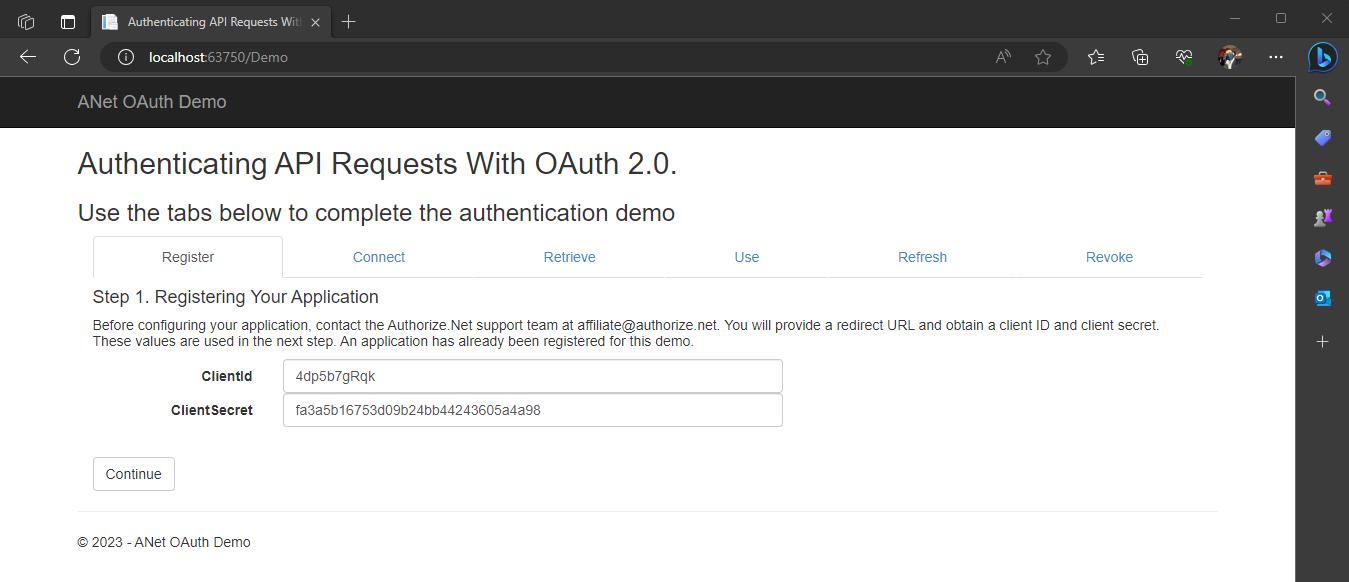 Authenticating API Requests Wit
localhost:63750/Demo
ANet OAuth Demo
Authenticating API Requests With OAuth 2.0.
Use the tabs below to complete the authentication demo
Register Connect Retrieve Use Refresh Revoke
Step 1. Registering Your Application
Before configuring your application, contact the Authorize.Net support team at affiliate@authorize.net. You will provide a redirect URL and obtain a client ID and client secret.
These values are used in the next step. An application has already been registered for this demo.
ClientId 4dp5b7gRqk
ClientSecret fa3a5b16753d09b24bb44243605a4a98
Continue
© 2023 - ANet OAuth Demo